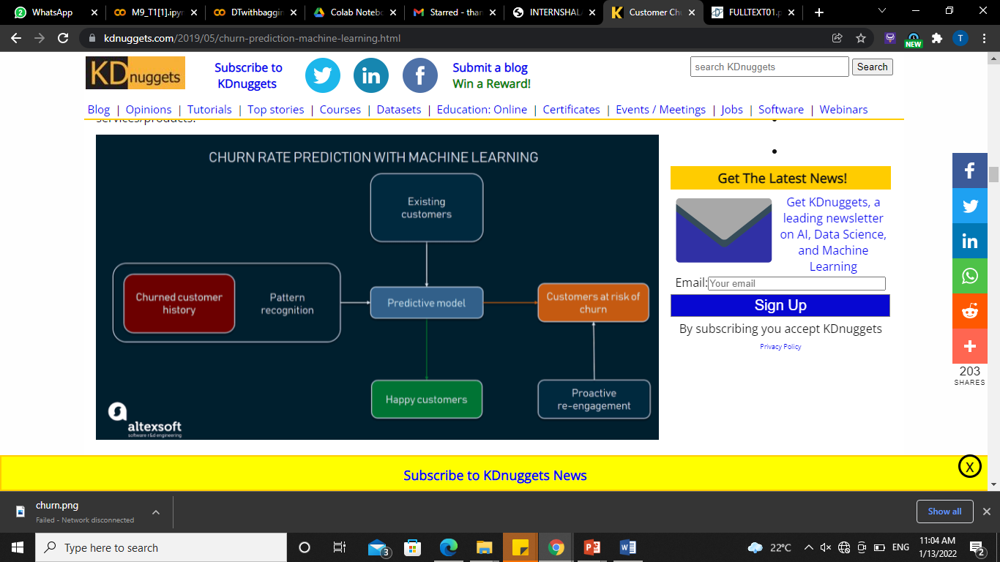 WhatsApp
M9_T1[1].ipyn
DTwithbaggin
Colab Notebo
Starred - than
INTERNSHALA
Customer Chu
FULLTEXT01.p
kdnuggets.com/2019/05/churn-prediction-machine-learning.html
NEW
T
KDnuggets
Subscribe to
KDnuggets
Submit a blog
Win a Reward!
search KDnuggets
Search
Blog | Opinions | Tutorials | Top stories | Courses | Datasets | Education: Online | Certificates | Events / Meetings | Jobs | Software | Webinars
services/products.
CHURN RATE PREDICTION WITH MACHINE LEARNING
Existing
customers
Churned customer
history
Pattern
recognition
Predictive model
Customers at risk of
churn
Happy customers
Proactive
re-engagement
altexsoft
software r&d engineering
Get The Latest News!
Get KDnuggets, a
leading newsletter
on AI, Data Science,
and Machine
Learning
Email:
Your email
Sign Up
By subscribing you accept KDnuggets
Privacy Policy
203
SHARES
Subscribe to KDnuggets News
X
churn.png
Failed - Network disconnected
Show all
Type here to search
3
22°C
ENG
11:04 AM
1/13/2022
2